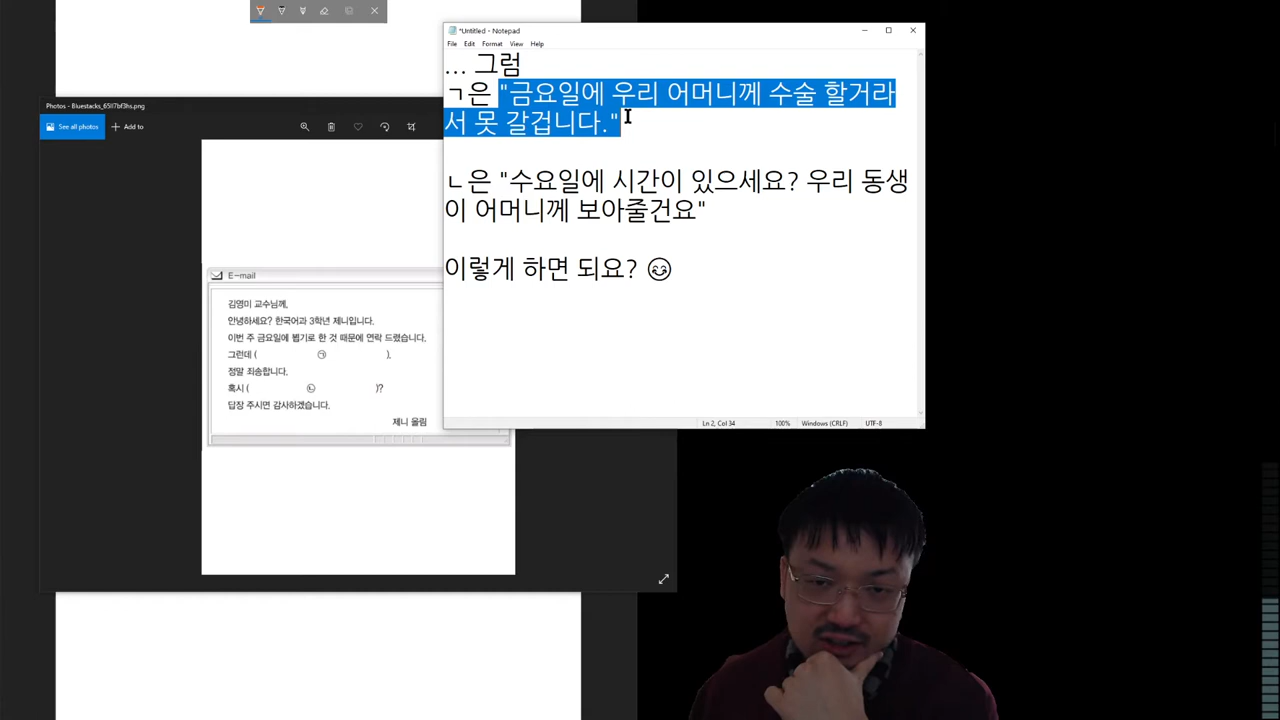 *Untitled - Notepad
File Edit Format View Help
... 그럼
ㄱ은 "금요일에 우리 어머니께 수술 할거라
서 못 갈겁니다."
ㄴ은 "수요일에 시간이 있으세요? 우리 동생
이 어머니께 보아줄건요"
이렇게 하면 되요? 😊
Ln 2, Col 34 100% Windows (CRLF) UTF-8
Photos - Bluestacks_65II7bf3hs.png
See all photos + Add to
E-mail
김영미 교수님께,
안녕하세요? 한국어과 3학년 제니입니다.
이번 주 금요일에 뵙기로 한 것 때문에 연락 드렸습니다.
그런데 ( ㉠ ),
정말 죄송합니다.
혹시 ( ㉡ )?
답장 주시면 감사하겠습니다.
제니 올림